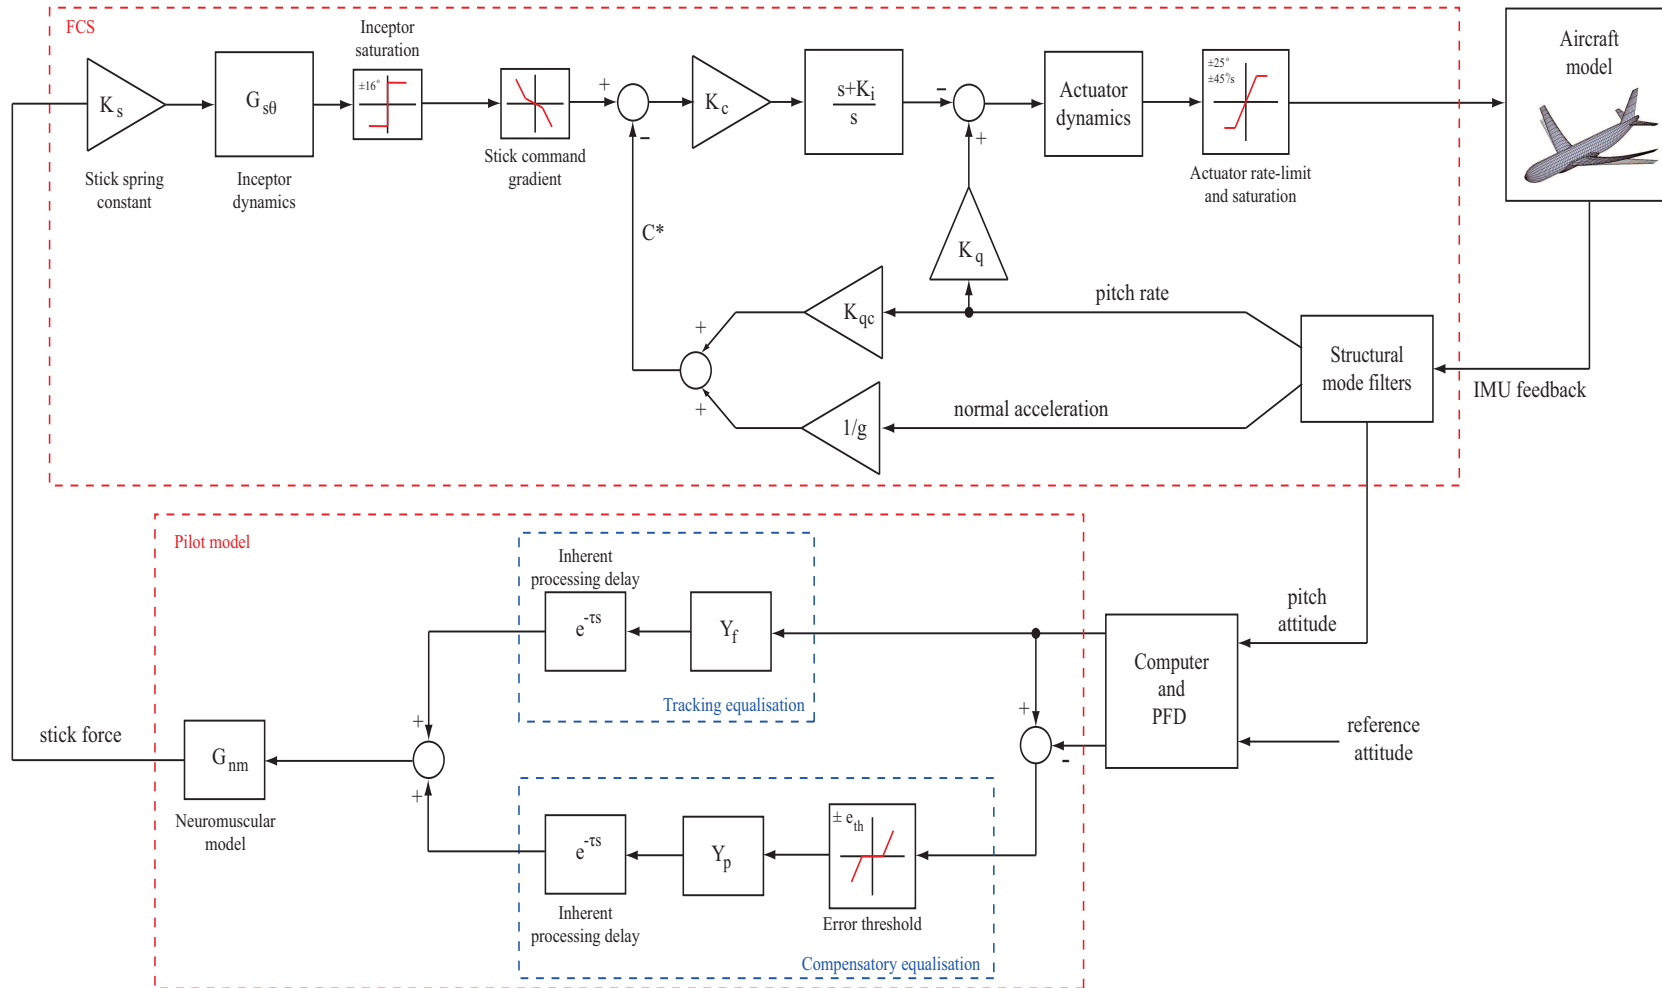 FCS
Inceptor
saturation
Aircraft
model
K s
G sθ
±16°
+
-
K c
s+K i
s
-
+
Actuator
dynamics
±25°
±45°/s
Stick spring
constant
Inceptor
dynamics
Stick command
gradient
Actuator rate-limit
and saturation
C*
K q
pitch rate
K qc
+
+
Structural
mode filters
IMU feedback
normal acceleration
1/g
Pilot model
Inherent
processing delay
e -τs
Y f
Tracking equalisation
pitch
attitude
Computer
and
PFD
reference
attitude
+
-
stick force
G nm
+
+
Neuromuscular
model
± e th
e -τs
Y p
Inherent
processing delay
Error threshold
Compensatory equalisation